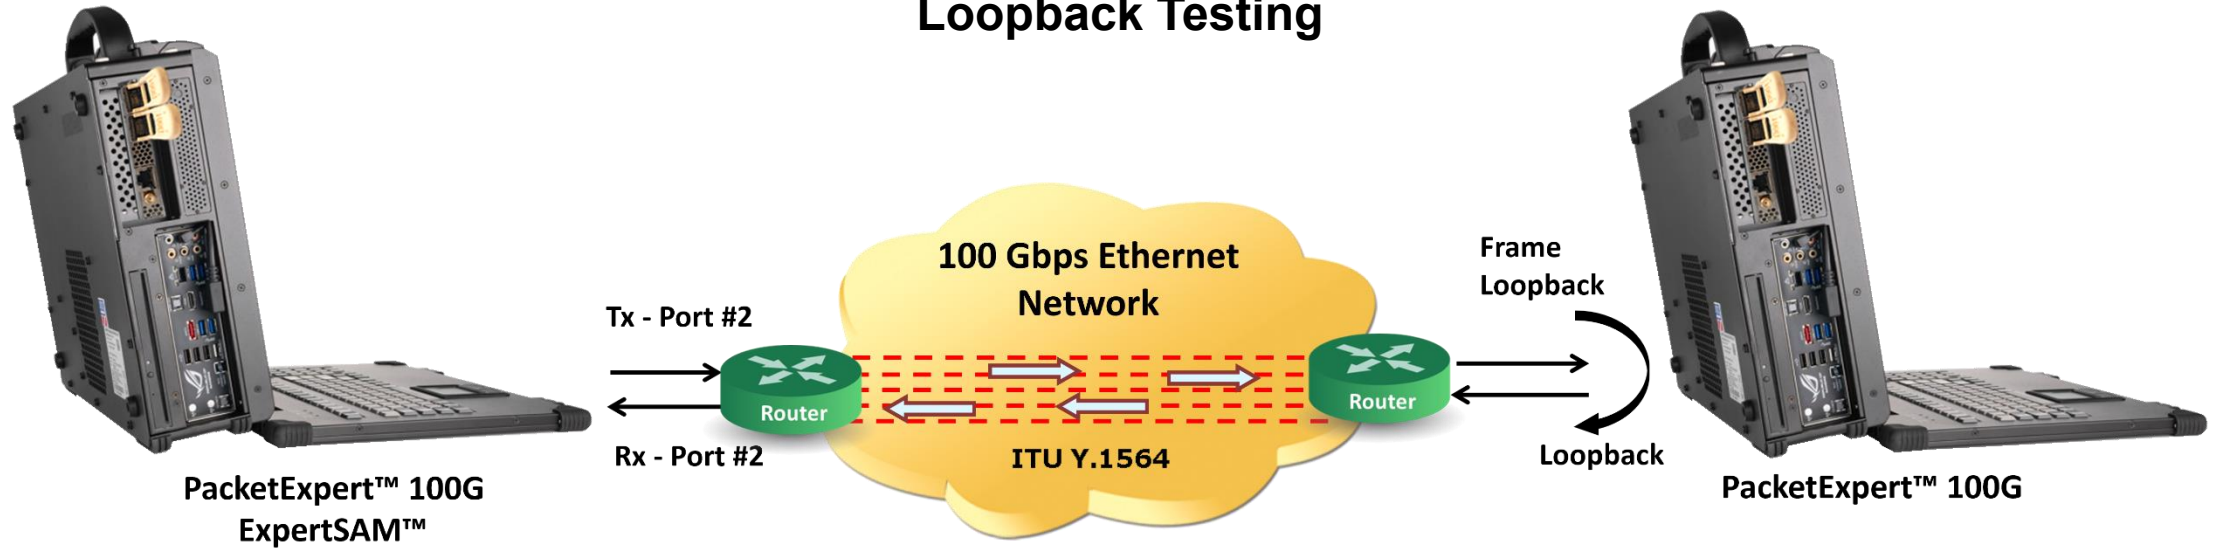 Loopback Testing
100 Gbps Ethernet
Network
Frame
Loopback
Tx - Port #2
Router
Router
Rx - Port #2
ITU Y.1564
Loopback
PacketExpert™ 100G
ExpertSAM™
PacketExpert™ 100G